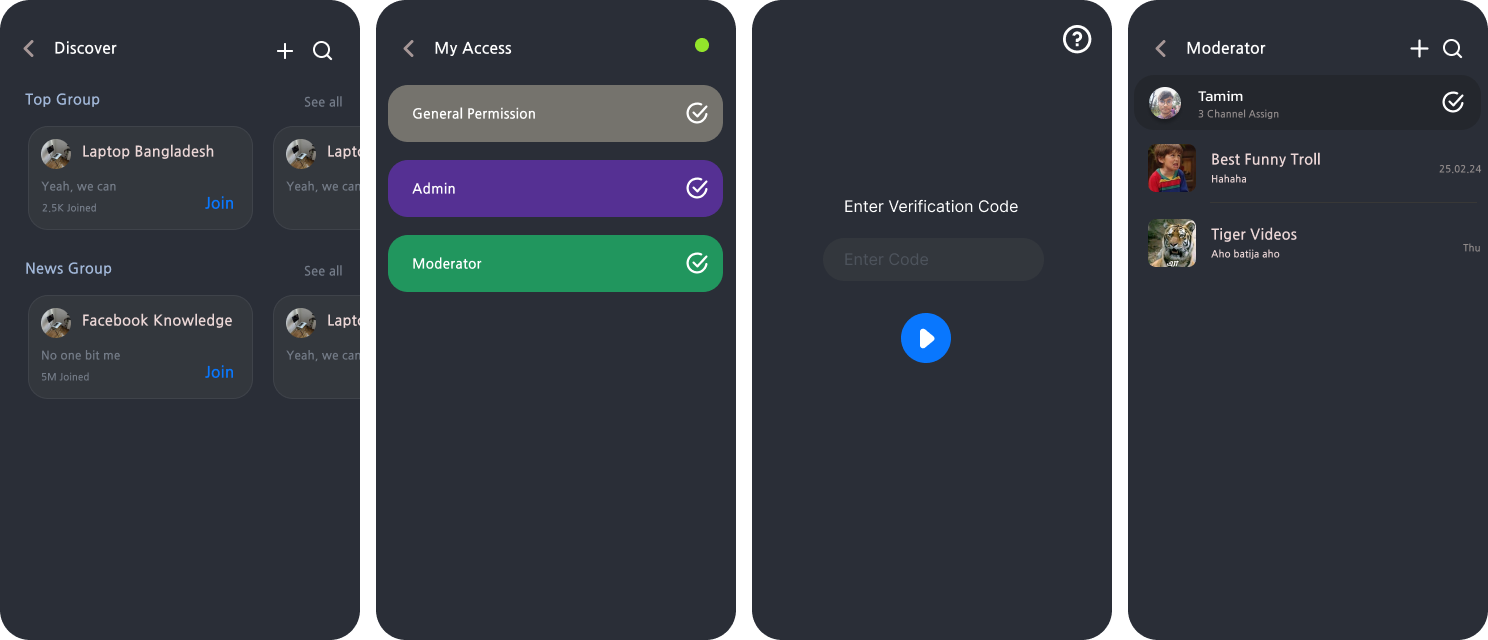 Discover
Top Group
See all
Laptop Bangladesh
Yeah, we can
2.5K Joined
Join
Lapto
Yeah, we can
News Group
See all
Facebook Knowledge
No one bit me
5M Joined
Join
Lapto
Yeah, we can
My Access
General Permission
Admin
Moderator
Enter Verification Code
Enter Code
Moderator
Tamim
3 Channel Assign
Best Funny Troll
Hahaha
25.02.24
Tiger Videos
Aho batija aho
Thu